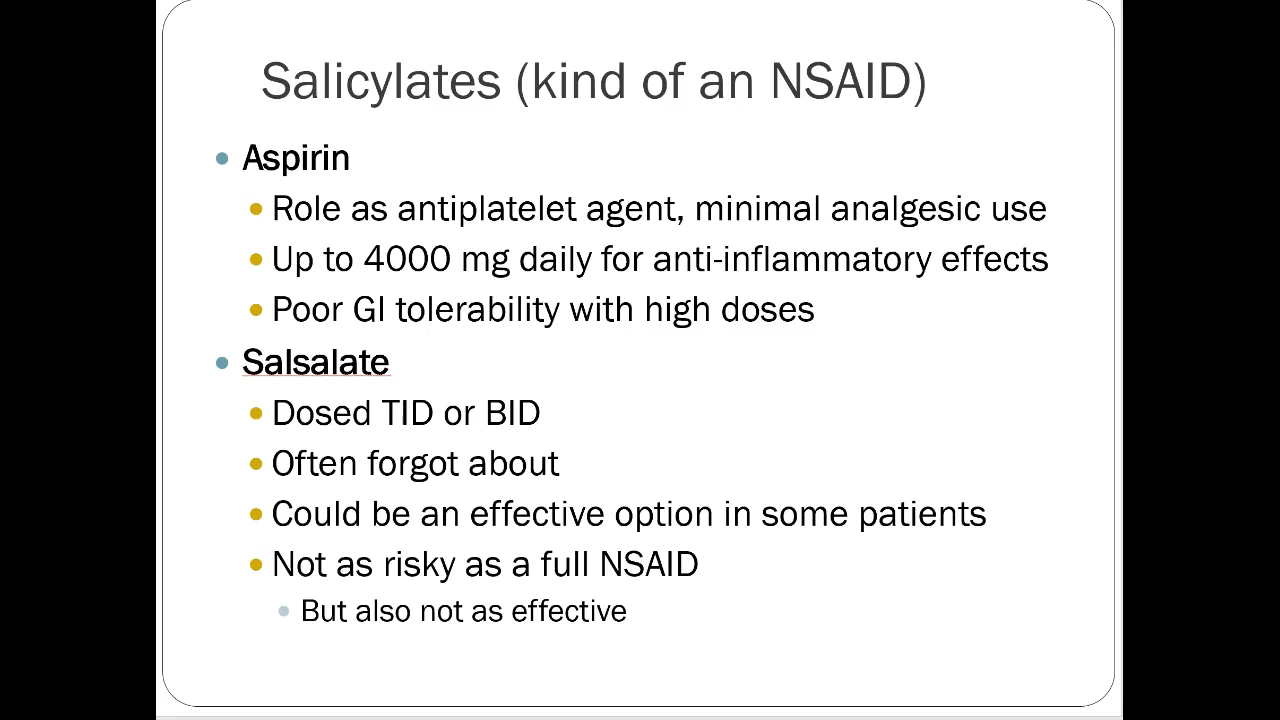 Salicylates (kind of an NSAID)
Aspirin
Role as antiplatelet agent, minimal analgesic use
Up to 4000 mg daily for anti-inflammatory effects
Poor GI tolerability with high doses
Salsalate
Dosed TID or BID
Often forgot about
Could be an effective option in some patients
Not as risky as a full NSAID
But also not as effective